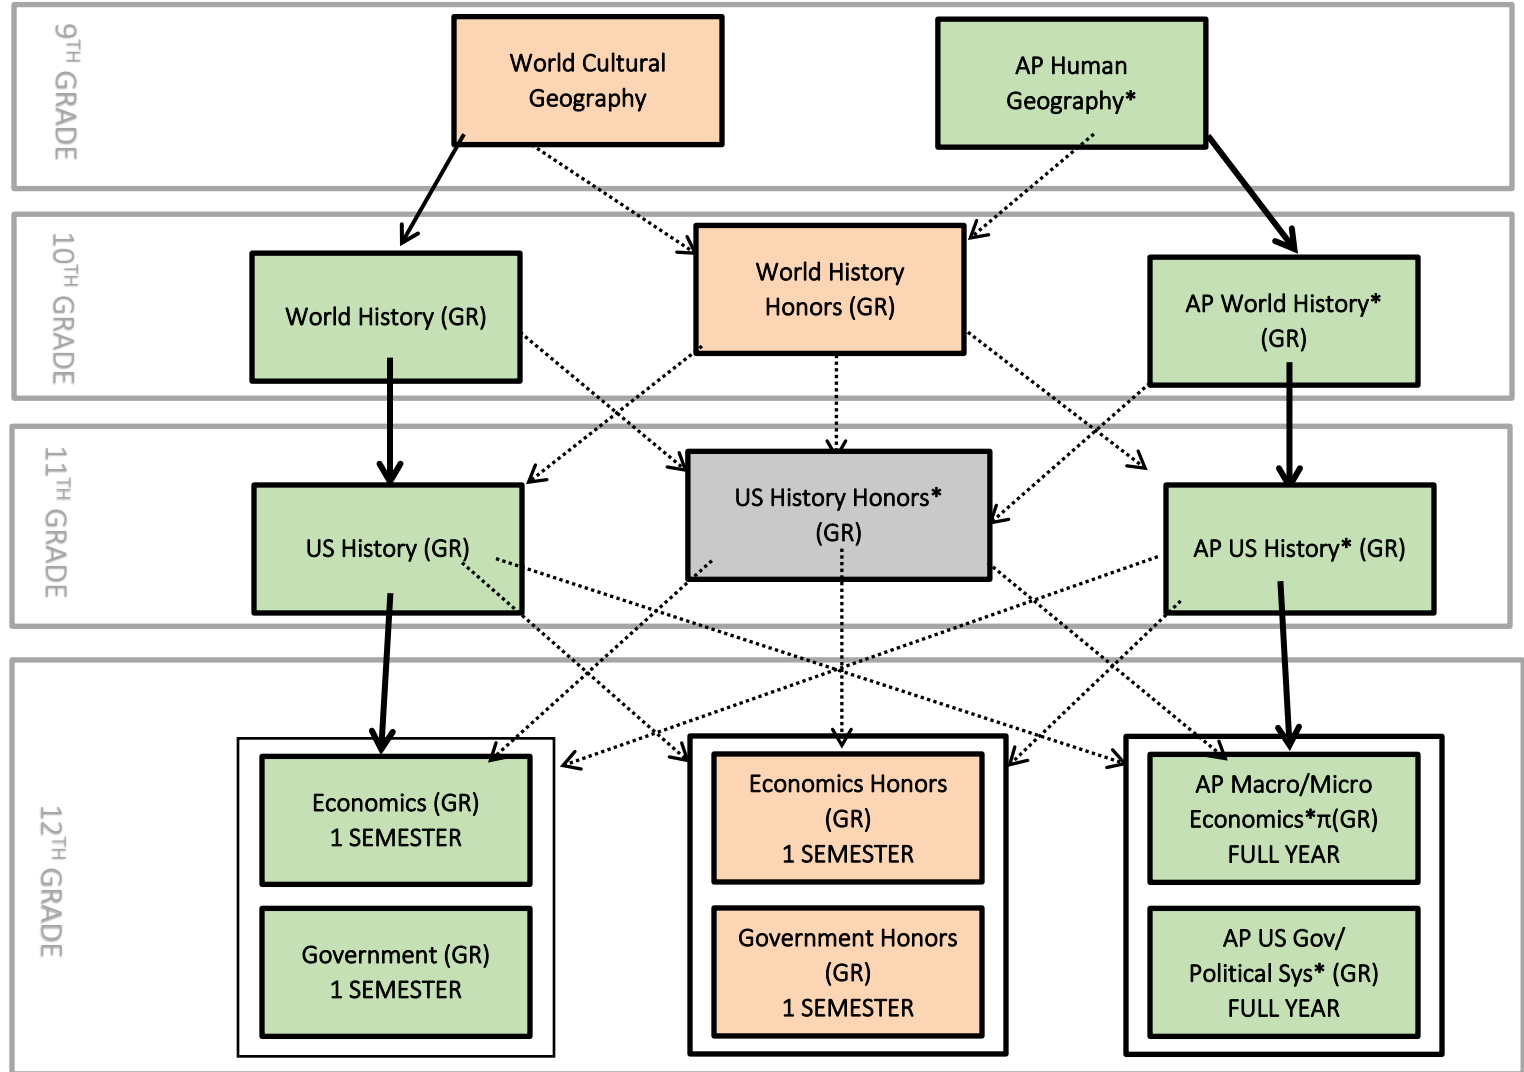 9TH GRADE
World Cultural
Geography
AP Human
Geography*
10TH GRADE
World History (GR)
World History
Honors (GR)
AP World History*
(GR)
11TH GRADE
US History (GR)
US History Honors*
(GR)
AP US History* (GR)
12TH GRADE
Economics (GR)
1 SEMESTER
Economics Honors
(GR)
1 SEMESTER
AP Macro/Micro
Economics*π(GR)
FULL YEAR
Government (GR)
1 SEMESTER
Government Honors
(GR)
1 SEMESTER
AP US Gov/
Political Sys* (GR)
FULL YEAR